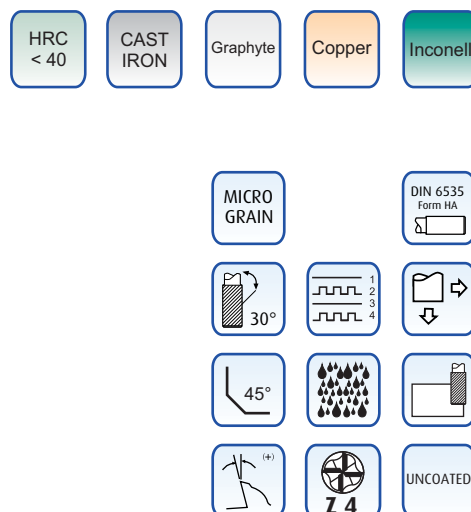 HRC
< 40
CAST
IRON
Graphyte
Copper
Inconell
MICRO
GRAIN
DIN 6535
Form HA
30°
1
2
3
4
45°
(+)
Z 4
UNCOATED